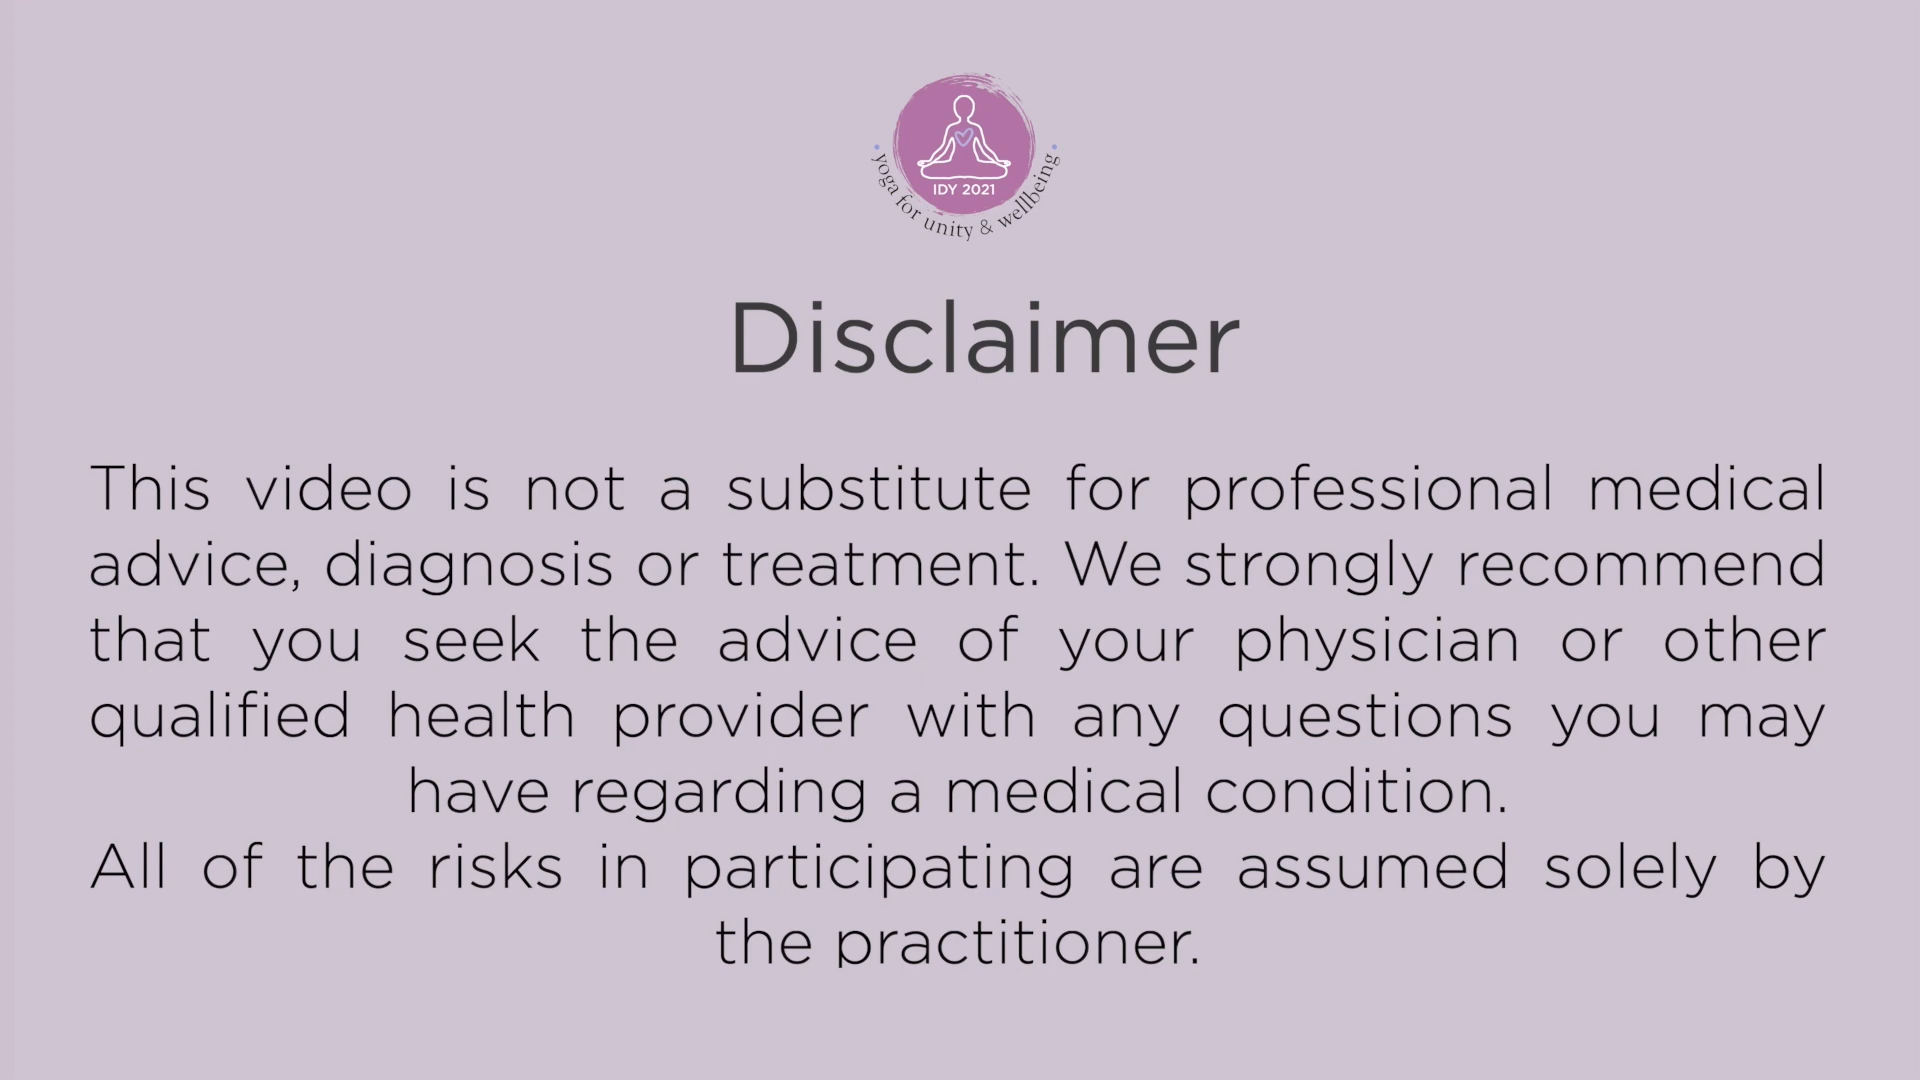 IDY 2021
yoga for unity & wellbeing
Disclaimer
This video is not a substitute for professional medical
advice, diagnosis or treatment. We strongly recommend
that you seek the advice of your physician or other
qualified health provider with any questions you may
have regarding a medical condition.
All of the risks in participating are assumed solely by
the practitioner.